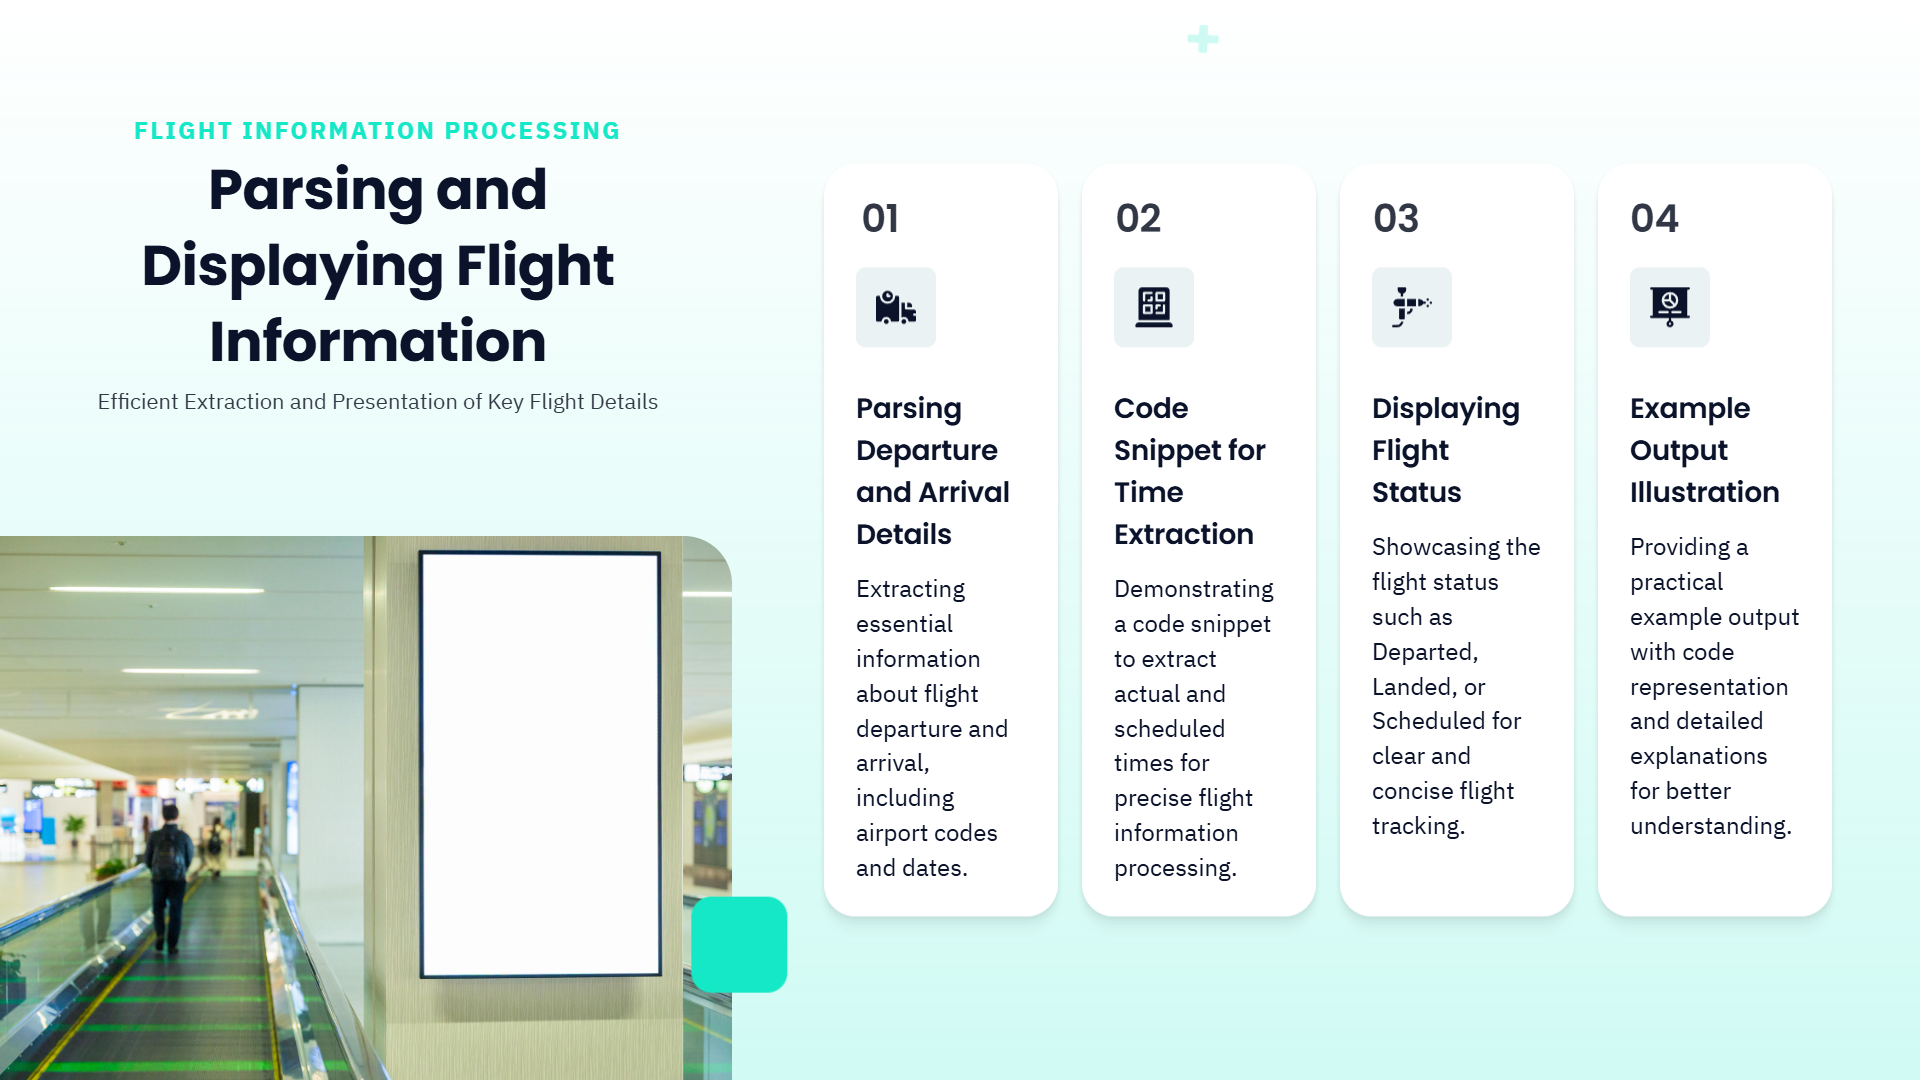 FLIGHT INFORMATION PROCESSING
Parsing and
Displaying Flight
Information
Efficient Extraction and Presentation of Key Flight Details
01
Parsing
Departure
and Arrival
Details
Extracting
essential
information
about flight
departure and
arrival,
including
airport codes
and dates.
02
Code
Snippet for
Time
Extraction
Demonstrating
a code snippet
to extract
actual and
scheduled
times for
precise flight
information
processing.
03
Displaying
Flight
Status
Showcasing the
flight status
such as
Departed,
Landed, or
Scheduled for
clear and
concise flight
tracking.
04
Example
Output
Illustration
Providing a
practical
example output
with code
representation
and detailed
explanations
for better
understanding.